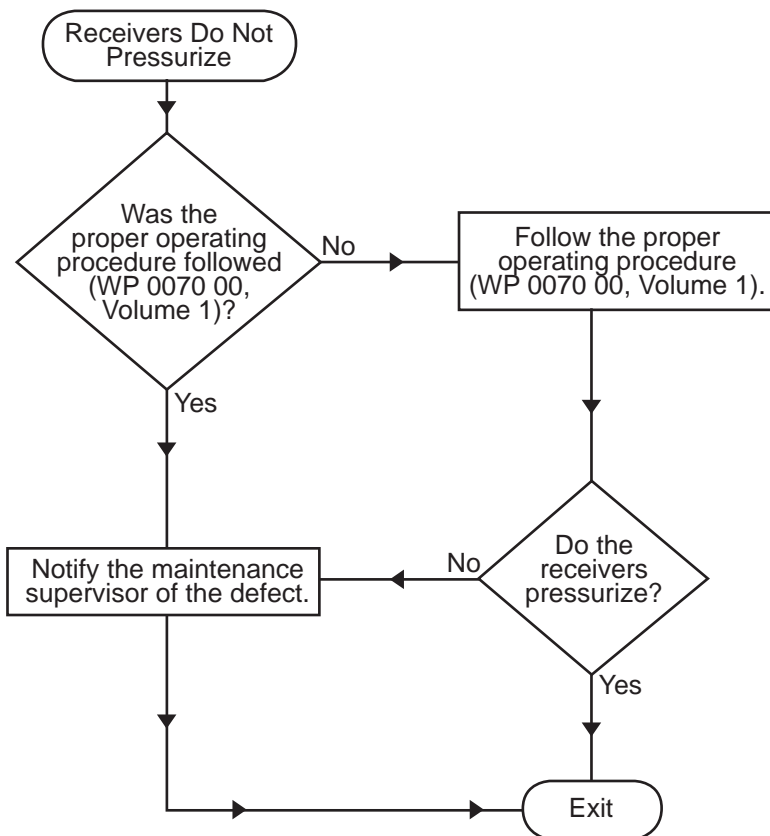 Receivers Do Not
Pressurize
Was the
proper operating
procedure followed
(WP 0070 00,
Volume 1)?
No
Follow the proper
operating procedure
(WP 0070 00, Volume 1).
Yes
Do the
receivers
pressurize?
No
Notify the maintenance
supervisor of the defect.
Yes
Exit